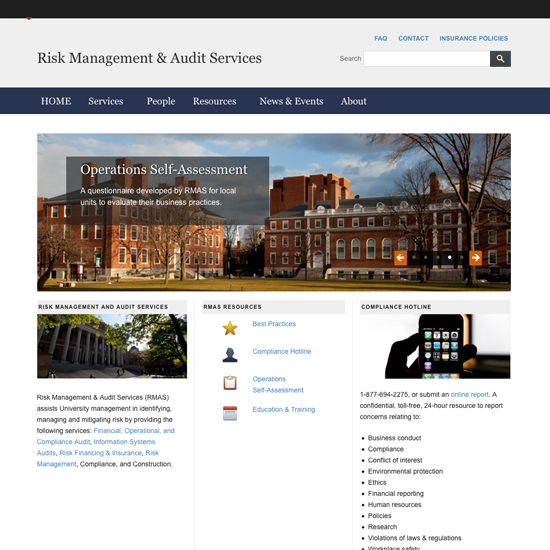 FAQ CONTACT INSURANCE POLICIES
Risk Management & Audit Services
Search
HOME Services People Resources News & Events About
Operations Self-Assessment
A questionnaire developed by RMAS for local
units to evaluate their business practices.
RISK MANAGEMENT AND AUDIT SERVICES
Risk Management & Audit Services (RMAS)
assists University management in identifying,
managing and mitigating risk by providing the
following services: Financial, Operational, and
Compliance Audit, Information Systems
Audits, Risk Financing & Insurance, Risk
Management, Compliance, and Construction.
RMAS RESOURCES
Best Practices
Compliance Hotline
Operations
Self-Assessment
Education & Training
COMPLIANCE HOTLINE
1-877-694-2275, or submit an online report. A
confidential, toll-free, 24-hour resource to report
concerns relating to:
Business conduct
Compliance
Conflict of interest
Environmental protection
Ethics
Financial reporting
Human resources
Policies
Research
Violations of laws & regulations
Workplace safety